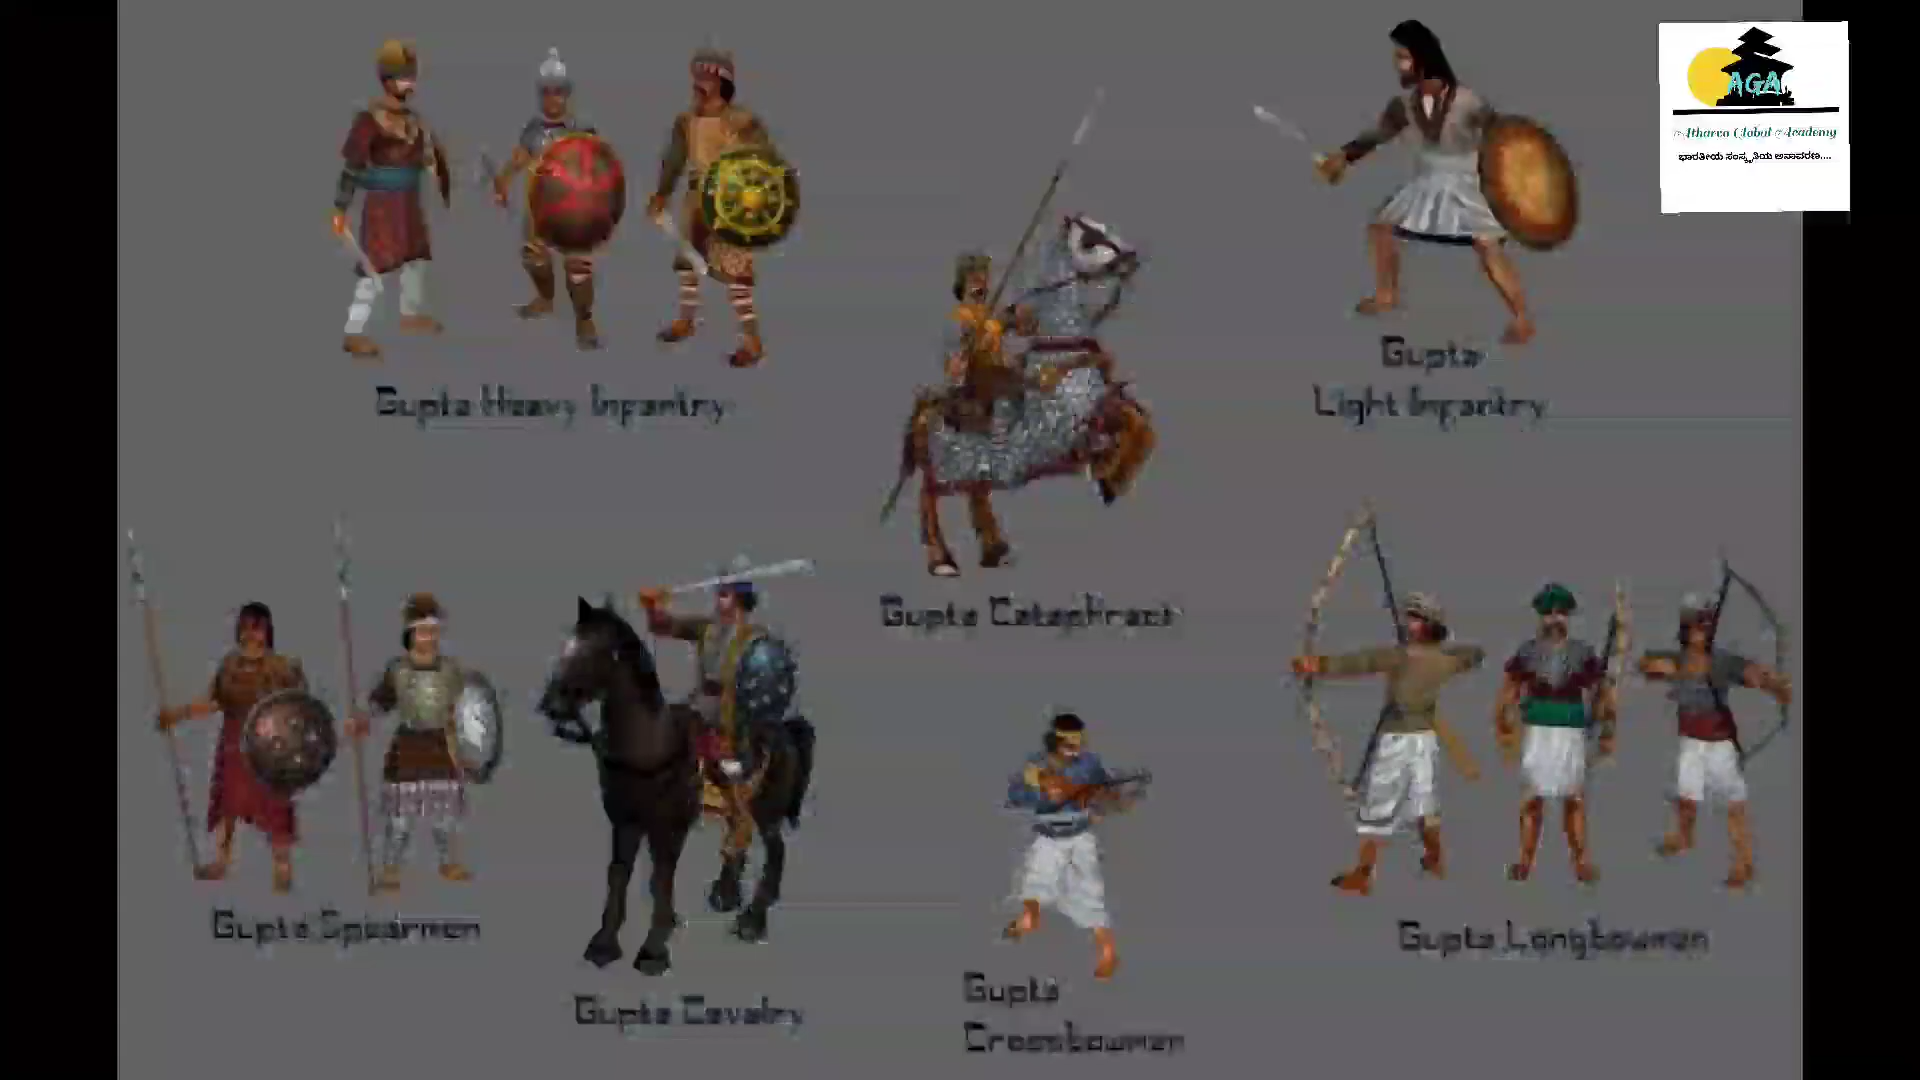 AGA
Atharva Global Academy
ಭಾರತೀಯ ಸಂಸ್ಕೃತಿಯ ಅನಾವರಣ....
Gupta Heavy Infantry
Gupta
Light Infantry
Gupta Cataphract
Gupta Spearmen
Gupta Cavalry
Gupta
Crossbowmen
Gupta Longbowmen